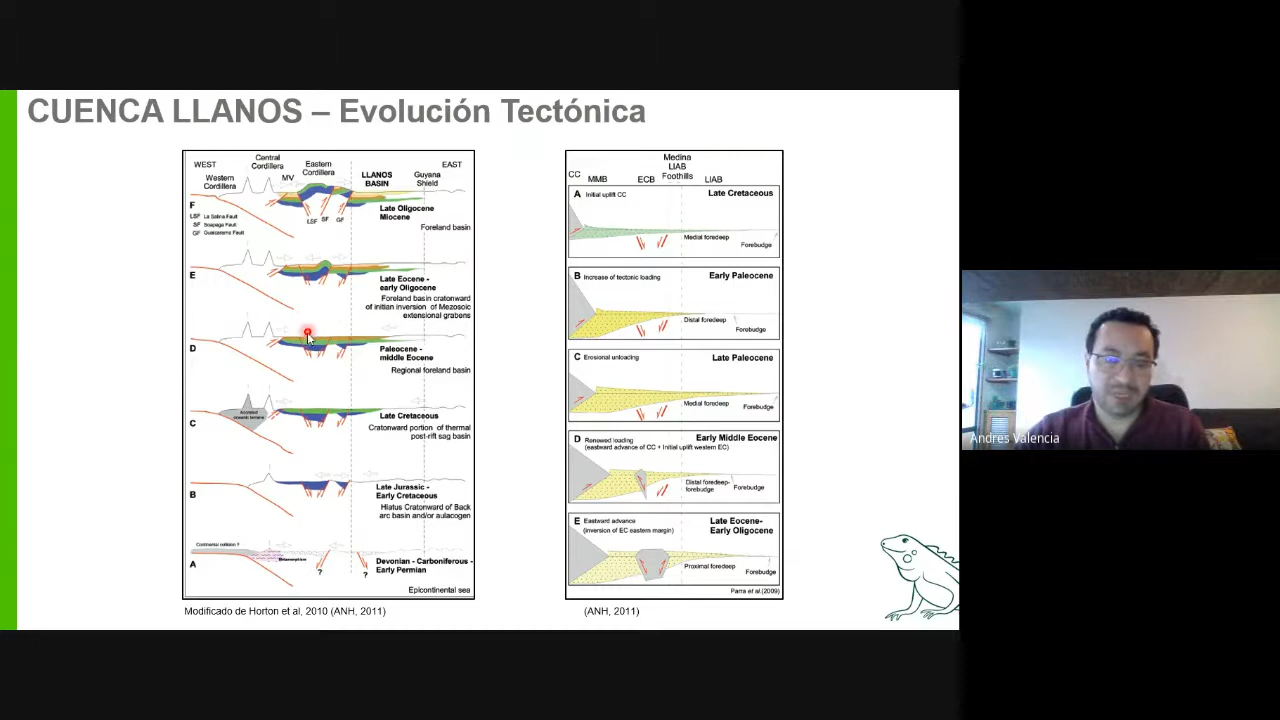 CUENCA LLANOS – Evolución Tectónica
WEST
Central
Cordillera
Western
Cordillera
MV
Eastern
Cordillera
LLANOS
BASIN
Guyana
Shield
EAST
F
LSF La Salina Fault
SF Soapaga Fault
GF Guaicaramo Fault
LSF SF GF
Late Oligocene
Miocene
Foreland basin
E
Late Eocene -
early Oligocene
Foreland basin cratonward
of initian inversion of Mezosoic
extensional grabens
D
Paleocene -
middle Eocene
Regional foreland basin
C
Accreted
oceanic terrane
Late Cretaceous
Cratonward portion of thermal
post-rift sag basin
B
Late Jurassic -
Early Cretaceous
Hiatus Cratonward of Back
arc basin and/or aulacogen
A
Continental collision ?
Metamorphism
? ?
Devonian - Carboniferous -
Early Permian
Epicontinental sea
Modificado de Horton et al, 2010 (ANH, 2011)
CC
MMB
ECB
Medina
LIAB
Foothills
LIAB
A Initial uplift CC
Late Cretaceous
Medial foredeep
Forebudge
B Increase of tectonic loading
Early Paleocene
Distal foredeep
Forebudge
C Erosional unloading
Late Paleocene
Medial foredeep
Forebudge
D Renewed loading
(eastward advance of CC + Initial uplift western EC)
Early Middle Eocene
Distal foredeep-
forebudge
Forebudge
E Eastward advance
(inversion of EC eastern margin)
Late Eocene-
Early Oligocene
Proximal foredeep
Forebudge
Parra et al.(2009)
(ANH, 2011)
Andres Valencia